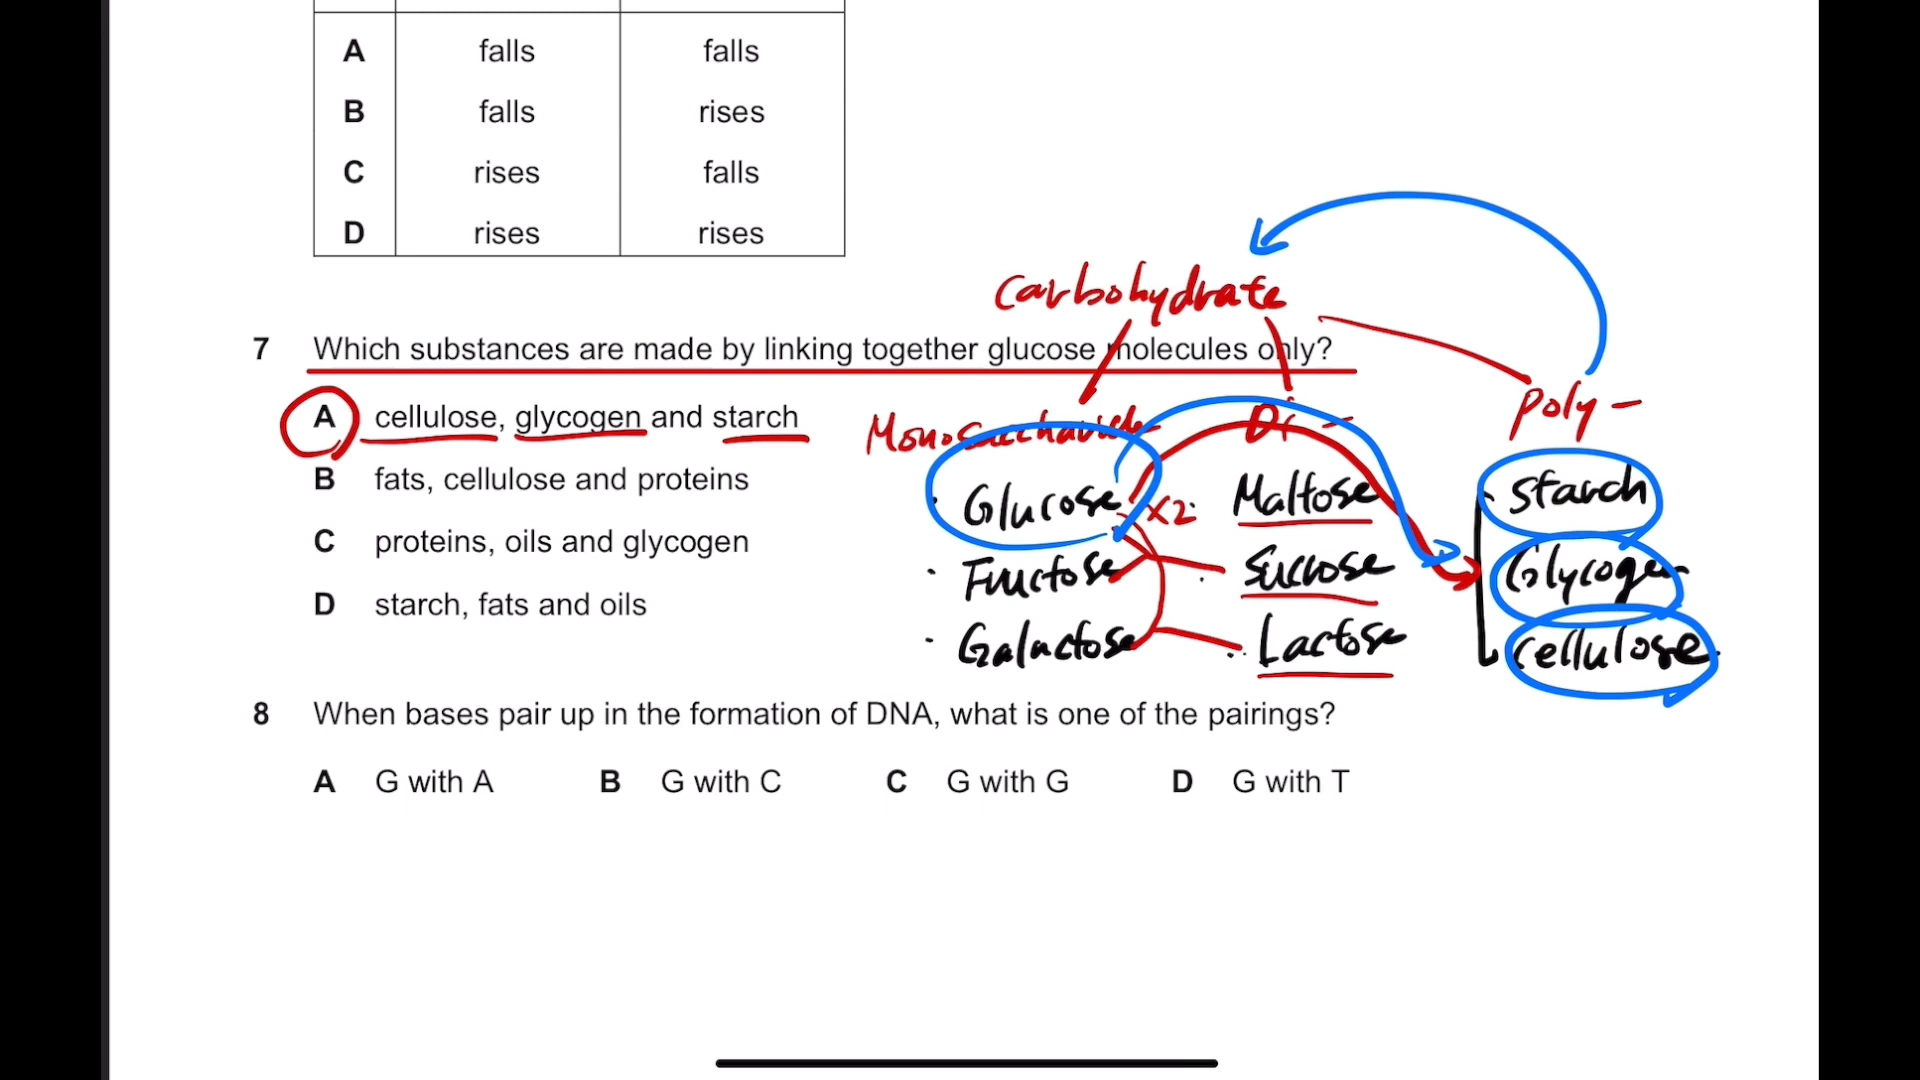 A falls falls
B falls rises
C rises falls
D rises rises
Carbohydrate
7 Which substances are made by linking together glucose molecules only?
A cellulose, glycogen and starch
Monosaccharide Di - Poly -
B fats, cellulose and proteins
· Glucose ×2 · Maltose starch
C proteins, oils and glycogen
· Fructose · Sucrose Glycogen
D starch, fats and oils
· Galactose · Lactose cellulose
8 When bases pair up in the formation of DNA, what is one of the pairings?
A G with A B G with C C G with G D G with T